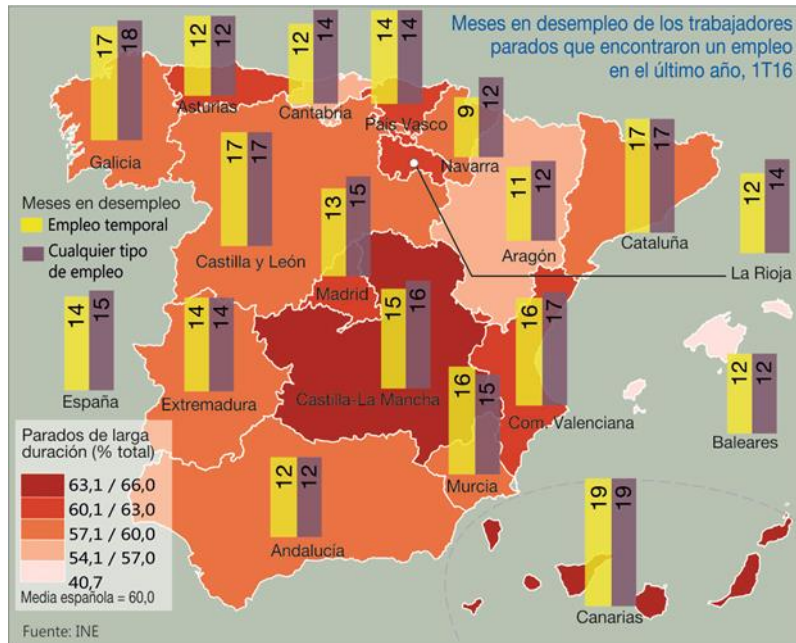 Meses en desempleo de los trabajadores
parados que encontraron un empleo
en el último año, 1T16
17 18
Galicia
12 12
Asturias
12 14
Cantabria
14 14
País Vasco
9 12
Navarra
17 17
Castilla y León
11 12
Aragón
17 17
Cataluña
12 14
La Rioja
Meses en desempleo
Empleo temporal
Cualquier tipo
de empleo
13 15
Madrid
14 15
España
14 14
Extremadura
15 16
Castilla-La Mancha
16 17
Com. Valenciana
12 12
Baleares
16 15
Murcia
12 12
Andalucía
19 19
Canarias
Parados de larga
duración (% total)
63,1 / 66,0
60,1 / 63,0
57,1 / 60,0
54,1 / 57,0
40,7
Media española = 60,0
Fuente: INE